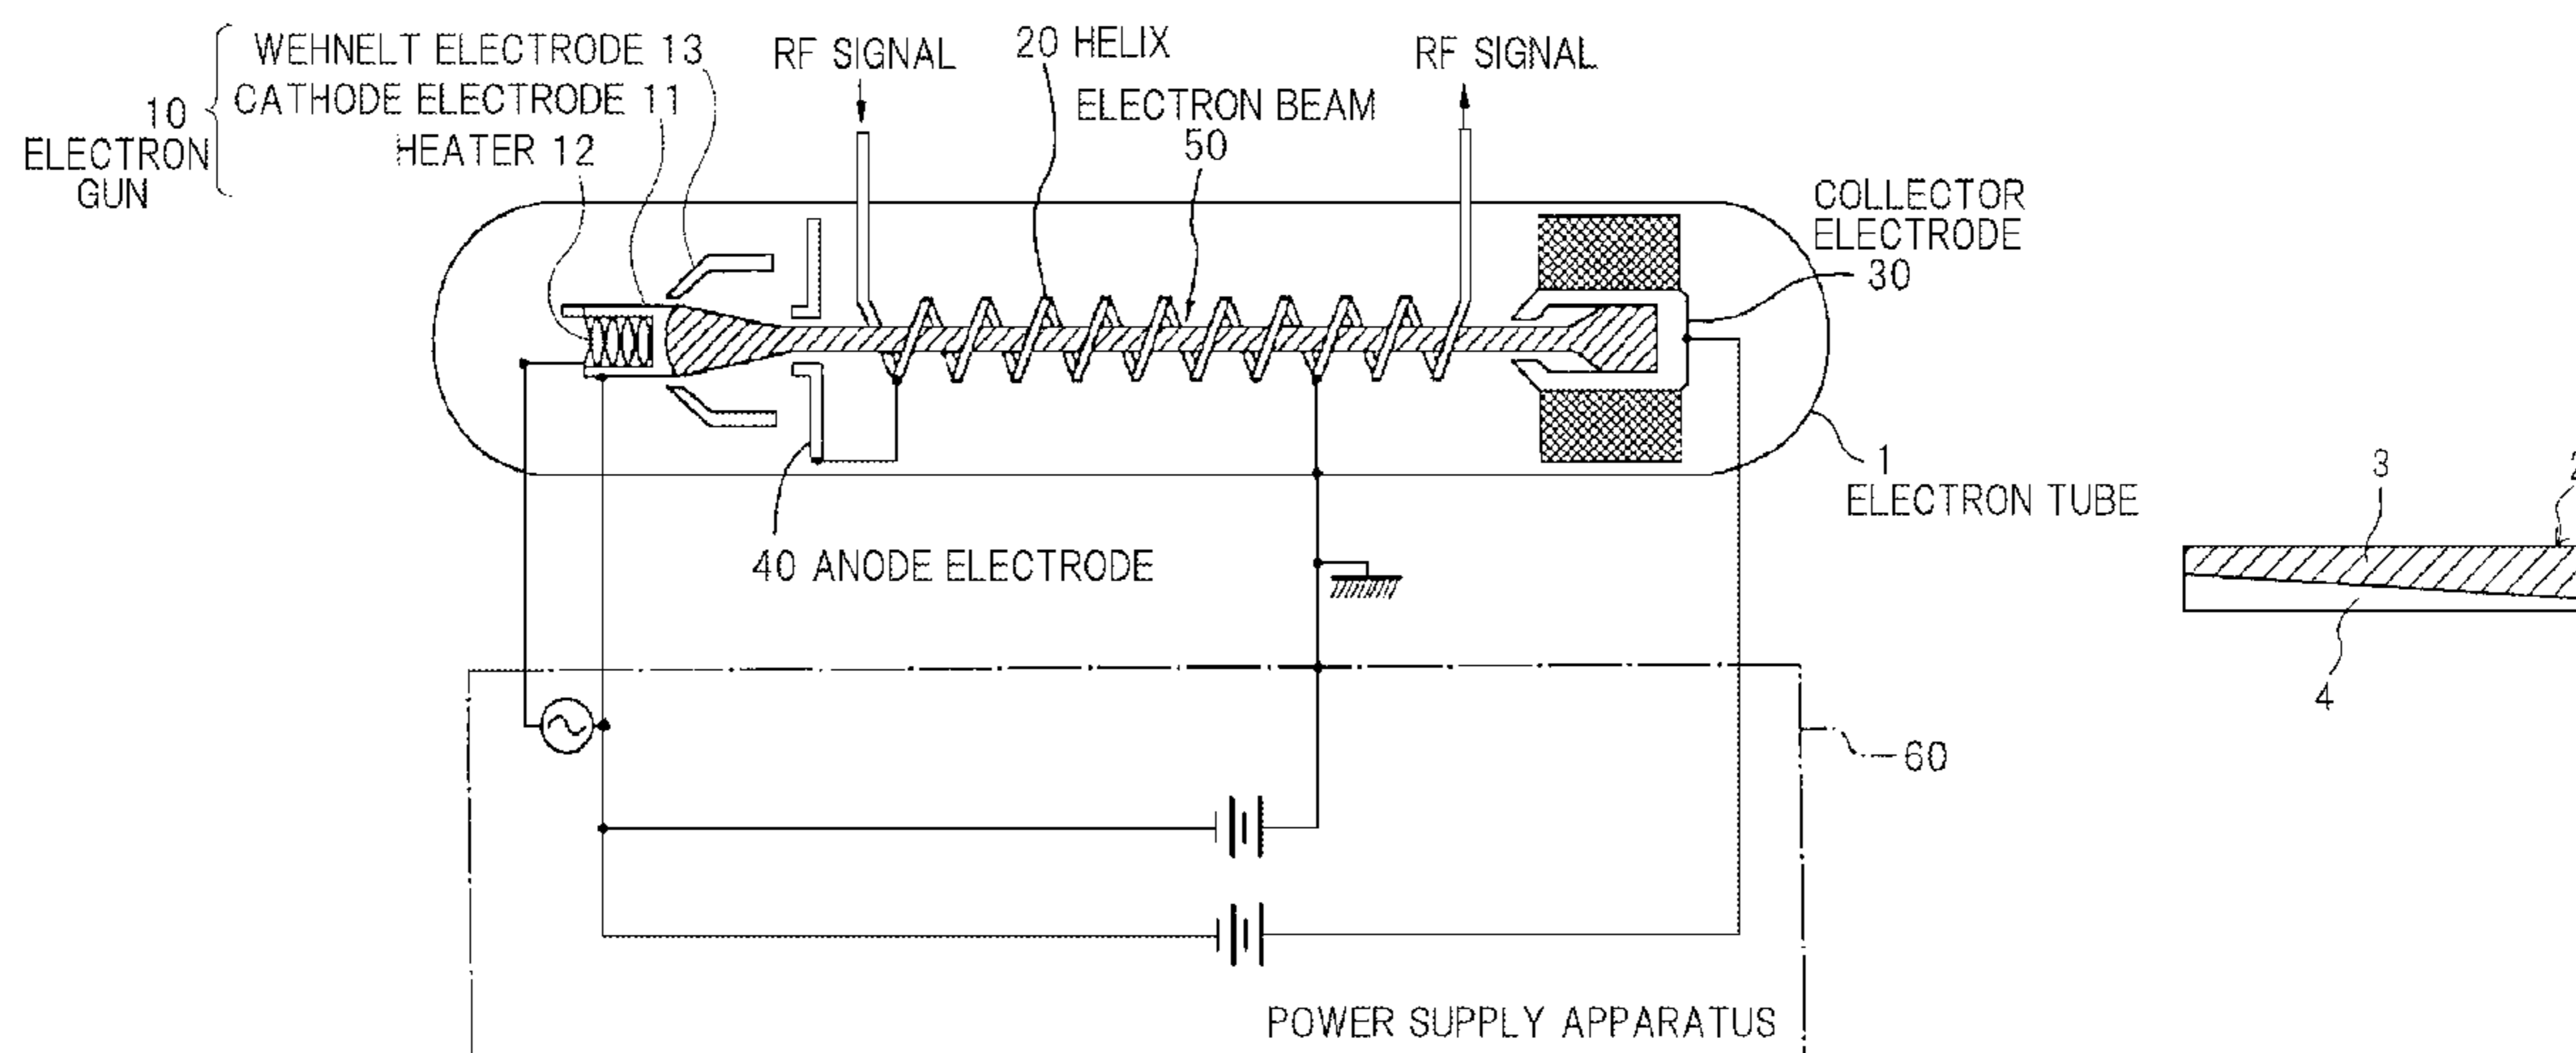 WEHNELT ELECTRODE 13
CATHODE ELECTRODE 11
HEATER 12
10
ELECTRON
GUN
RF SIGNAL
20 HELIX
ELECTRON BEAM
50
RF SIGNAL
COLLECTOR
ELECTRODE
30
1
ELECTRON TUBE
40 ANODE ELECTRODE
60
POWER SUPPLY APPARATUS
3
4